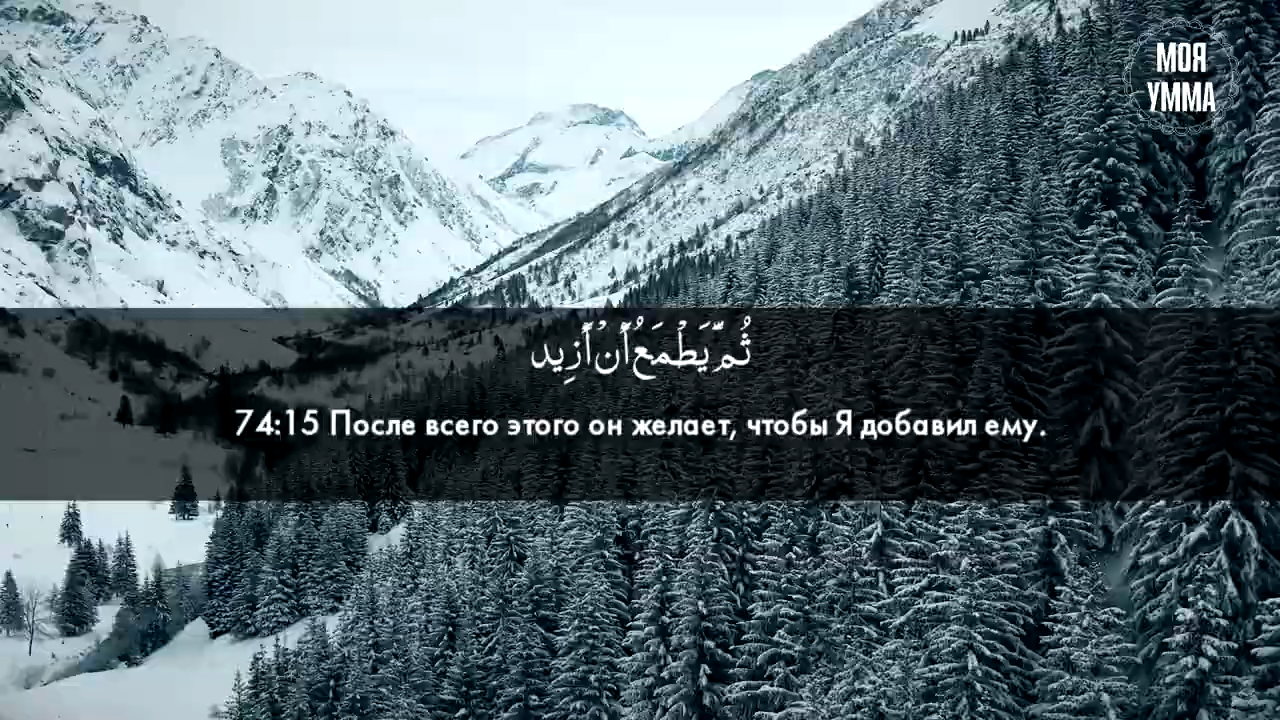 МОЯ
УММА
ثُمَّ يَطْمَعُ أَنْ أَزِيدَ
74:15 После всего этого он желает, чтобы Я добавил ему.